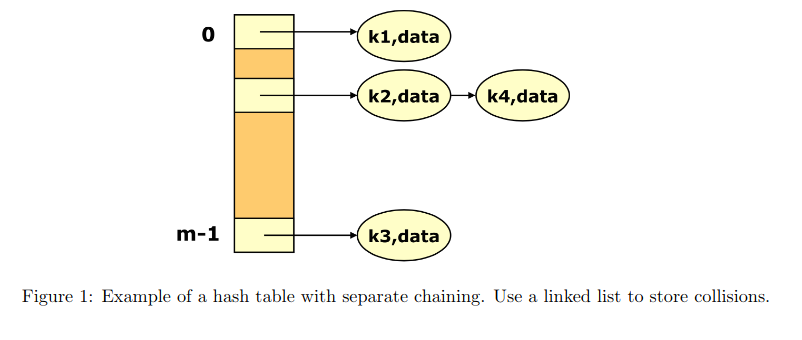 0
k1,data
k2,data
k4,data
m-1
k3,data
Figure 1: Example of a hash table with separate chaining. Use a linked list to store collisions.